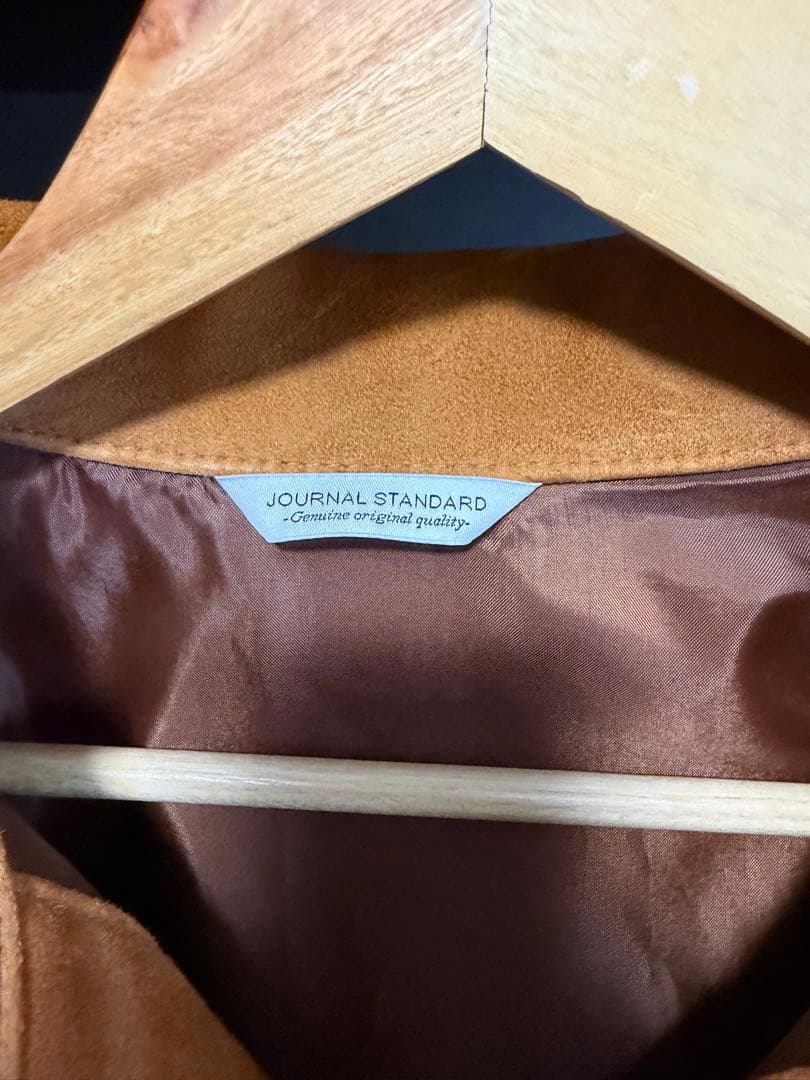 JOURNAL STANDARD
-Genuine original quality-